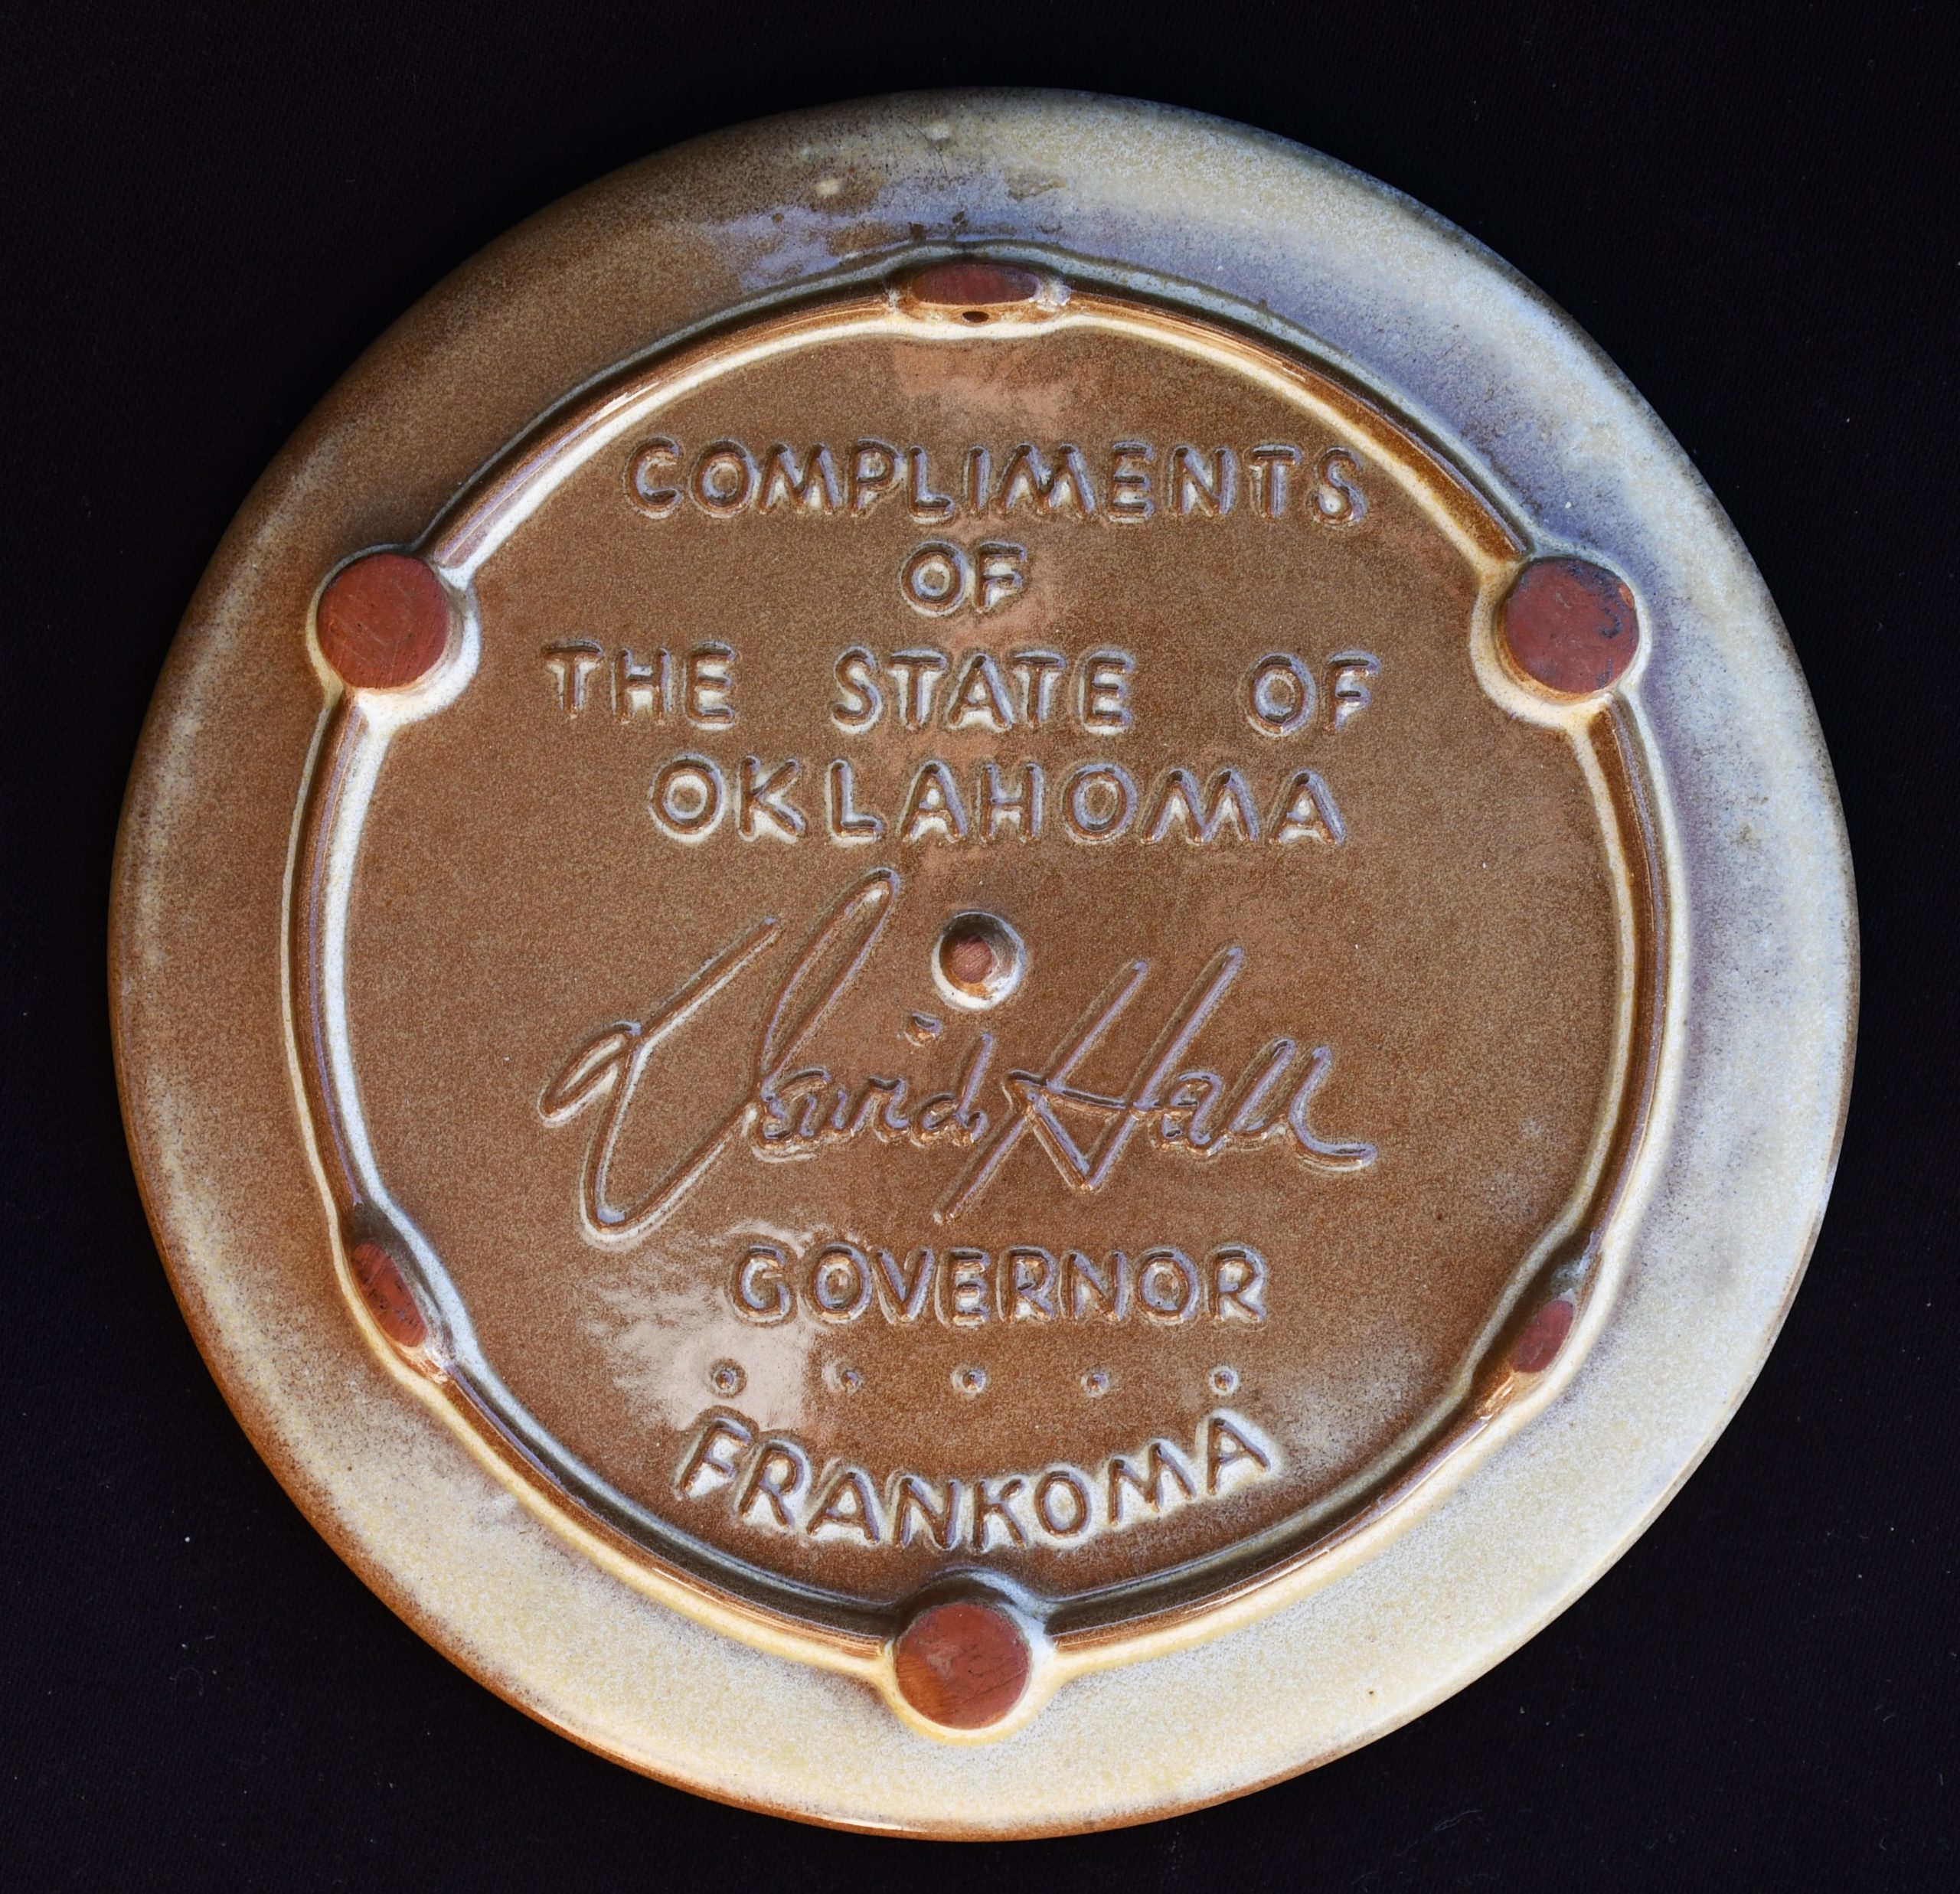 COMPLIMENTS
OF
THE STATE OF
OKLAHOMA
David Hall
GOVERNOR
FRANKOMA